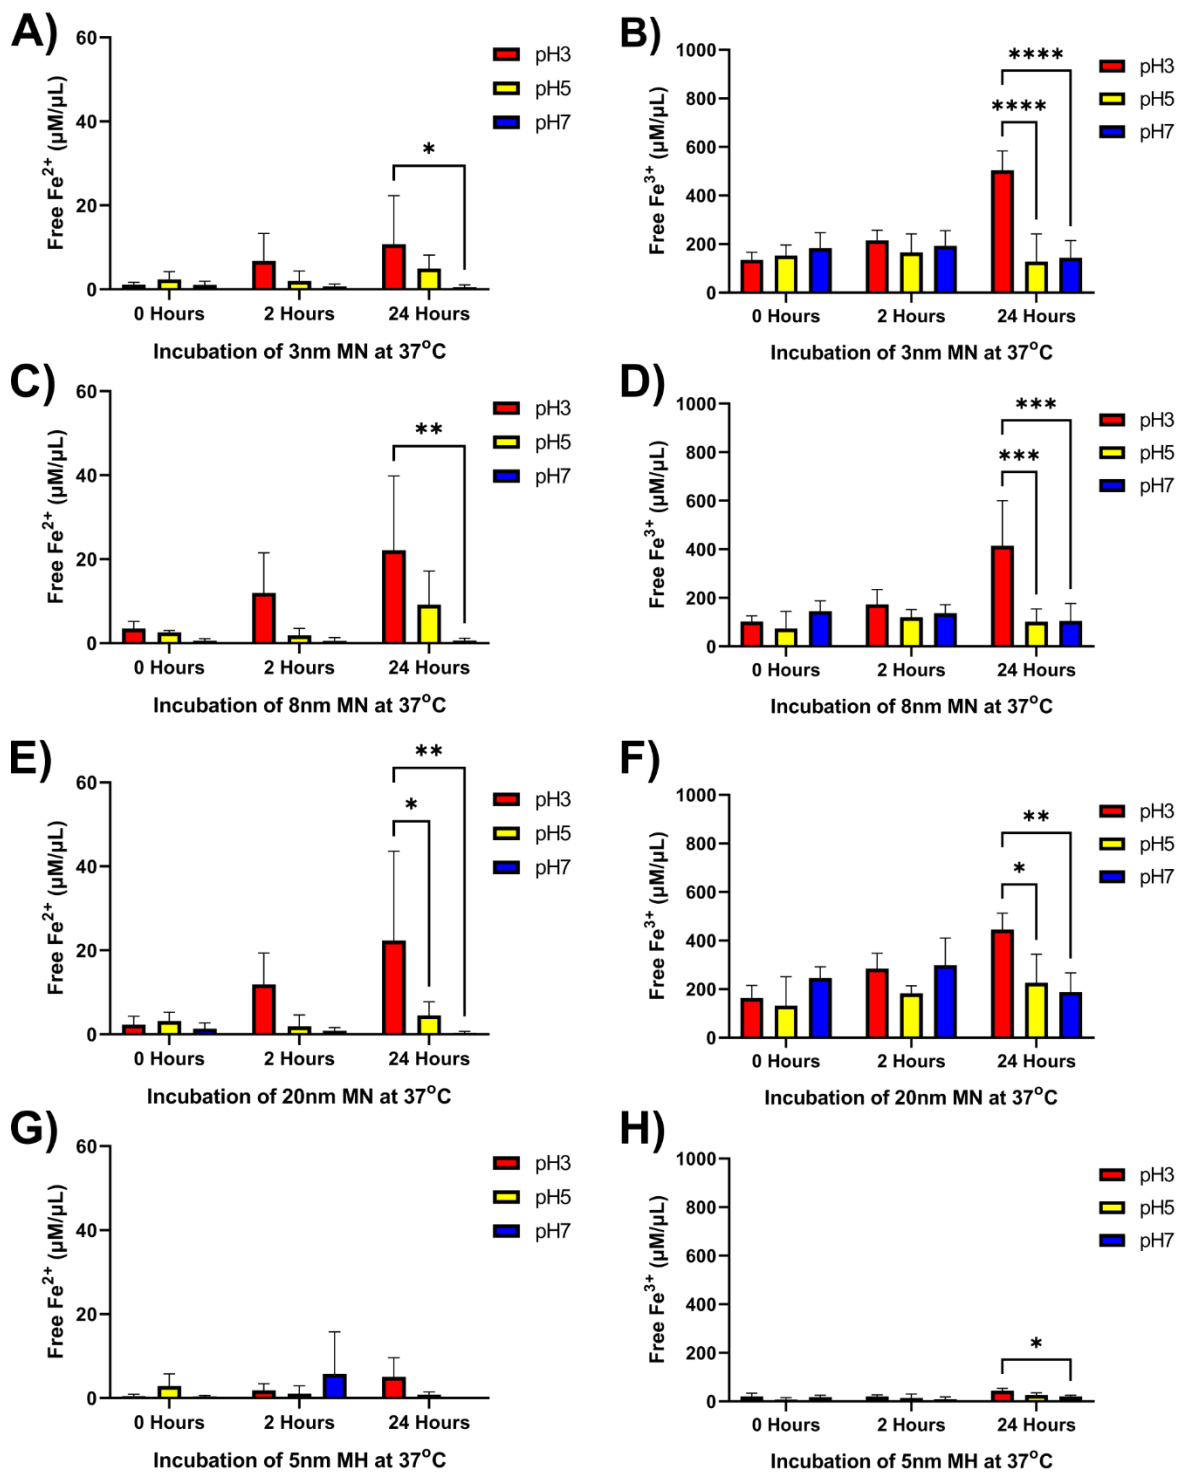 A)
Free Fe2+ (µM/µL)
60
40
20
0
*
pH3
pH5
pH7
0 Hours 2 Hours 24 Hours
Incubation of 3nm MN at 37oC
B)
Free Fe3+ (µM/µL)
1000
800
600
400
200
0
****
****
pH3
pH5
pH7
0 Hours 2 Hours 24 Hours
Incubation of 3nm MN at 37oC
C)
Free Fe2+ (µM/µL)
60
40
20
0
**
pH3
pH5
pH7
0 Hours 2 Hours 24 Hours
Incubation of 8nm MN at 37oC
D)
Free Fe3+ (µM/µL)
1000
800
600
400
200
0
***
***
pH3
pH5
pH7
0 Hours 2 Hours 24 Hours
Incubation of 8nm MN at 37oC
E)
Free Fe2+ (µM/µL)
60
40
20
0
**
*
pH3
pH5
pH7
0 Hours 2 Hours 24 Hours
Incubation of 20nm MN at 37oC
F)
Free Fe3+ (µM/µL)
1000
800
600
400
200
0
**
*
pH3
pH5
pH7
0 Hours 2 Hours 24 Hours
Incubation of 20nm MN at 37oC
G)
Free Fe2+ (µM/µL)
60
40
20
0
pH3
pH5
pH7
0 Hours 2 Hours 24 Hours
Incubation of 5nm MH at 37oC
H)
Free Fe3+ (µM/µL)
1000
800
600
400
200
0
*
pH3
pH5
pH7
0 Hours 2 Hours 24 Hours
Incubation of 5nm MH at 37oC